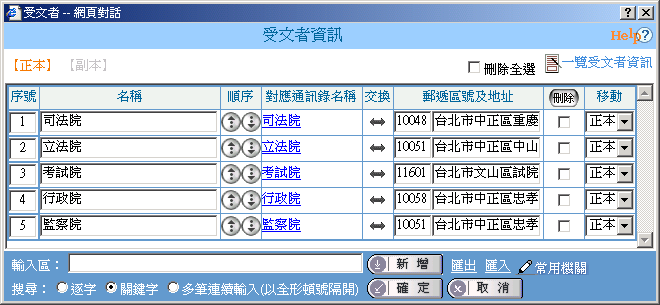 受文者 -- 網頁對話
受文者資訊
Help
【正本】 【副本】 刪除全選 一覽受文者資訊
序號 名稱 順序 對應通訊錄名稱 交換 郵遞區號及地址 刪除 移動
1 司法院 司法院 10048 台北市中正區重慶 正本
2 立法院 立法院 10051 台北市中正區中山 正本
3 考試院 考試院 11601 台北市文山區試院 正本
4 行政院 行政院 10058 台北市中正區忠孝 正本
5 監察院 監察院 10051 台北市中正區忠孝 正本
輸入區： 新增 匯出 匯入 常用機關
搜尋： 逐字 關鍵字 多筆連續輸入(以全形頓號隔開) 確定 取消